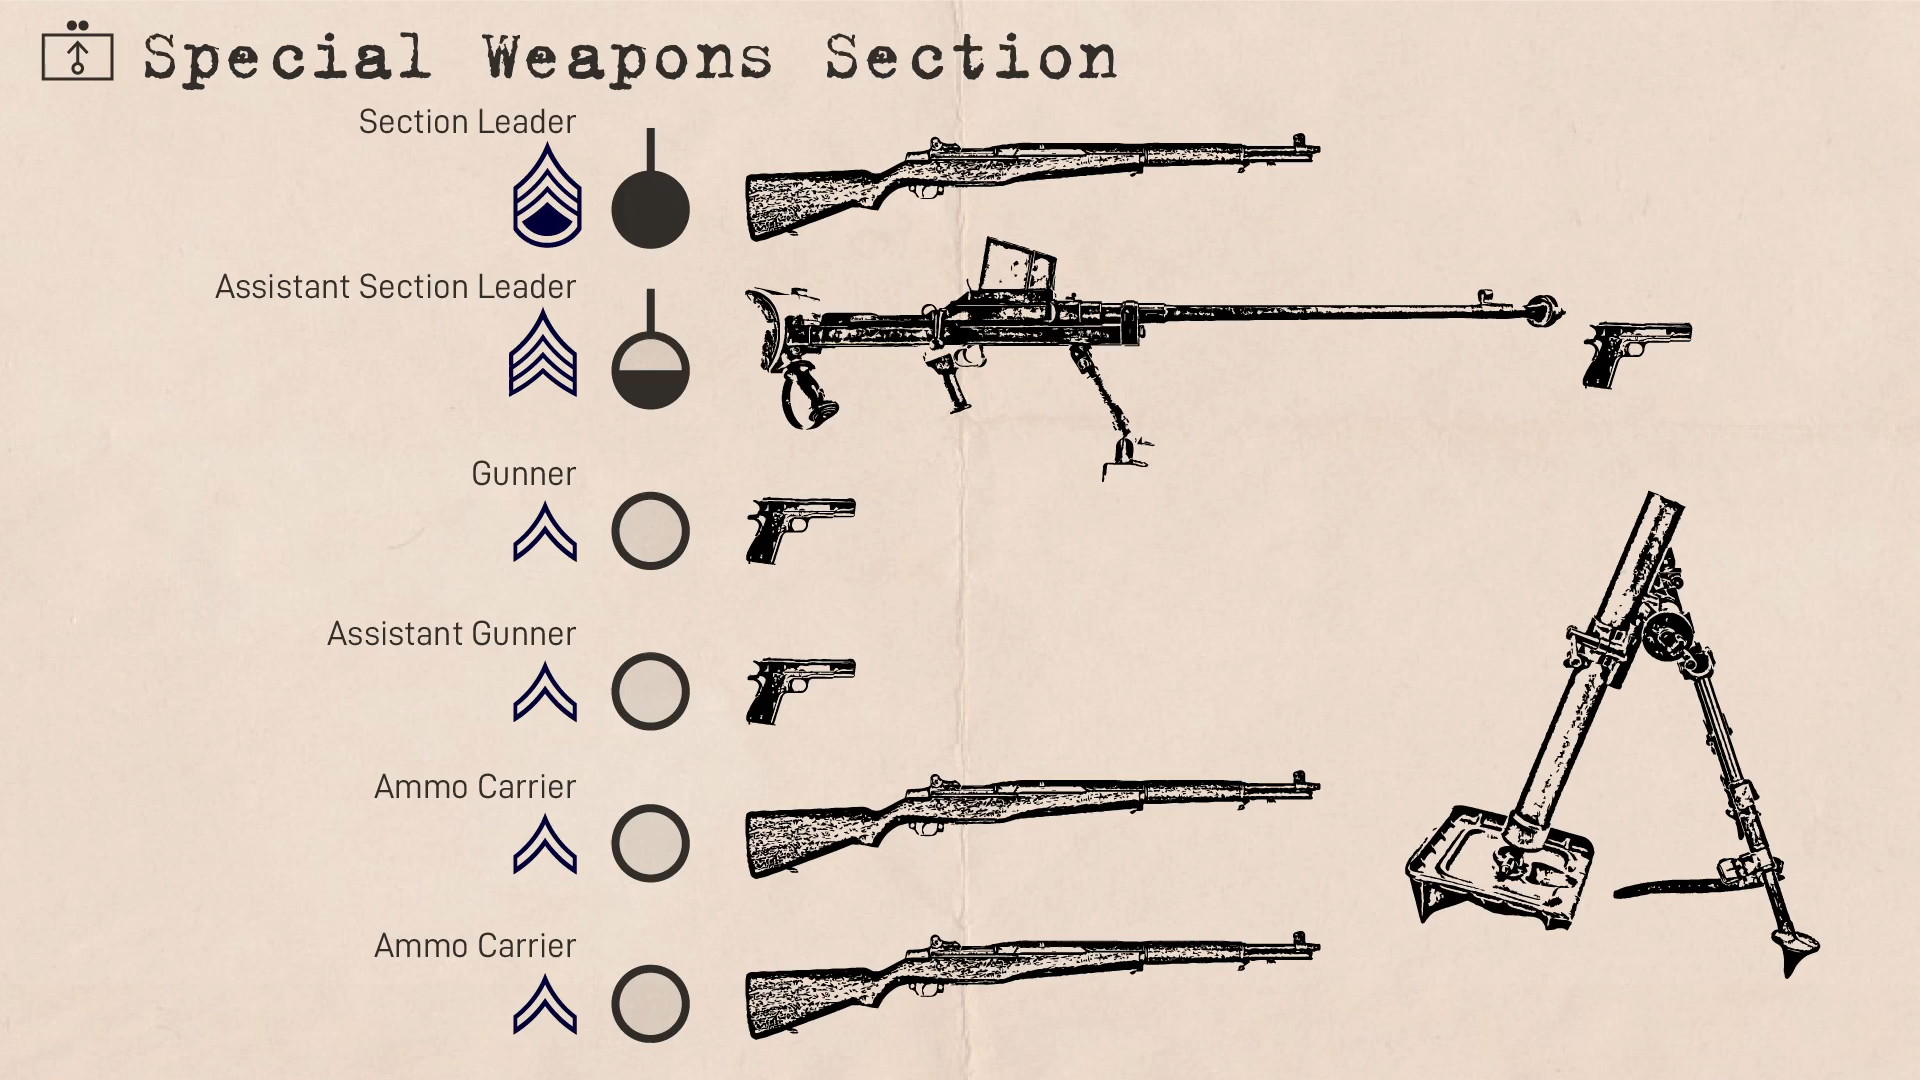 Special Weapons Section
Section Leader
Assistant Section Leader
Gunner
Assistant Gunner
Ammo Carrier
Ammo Carrier